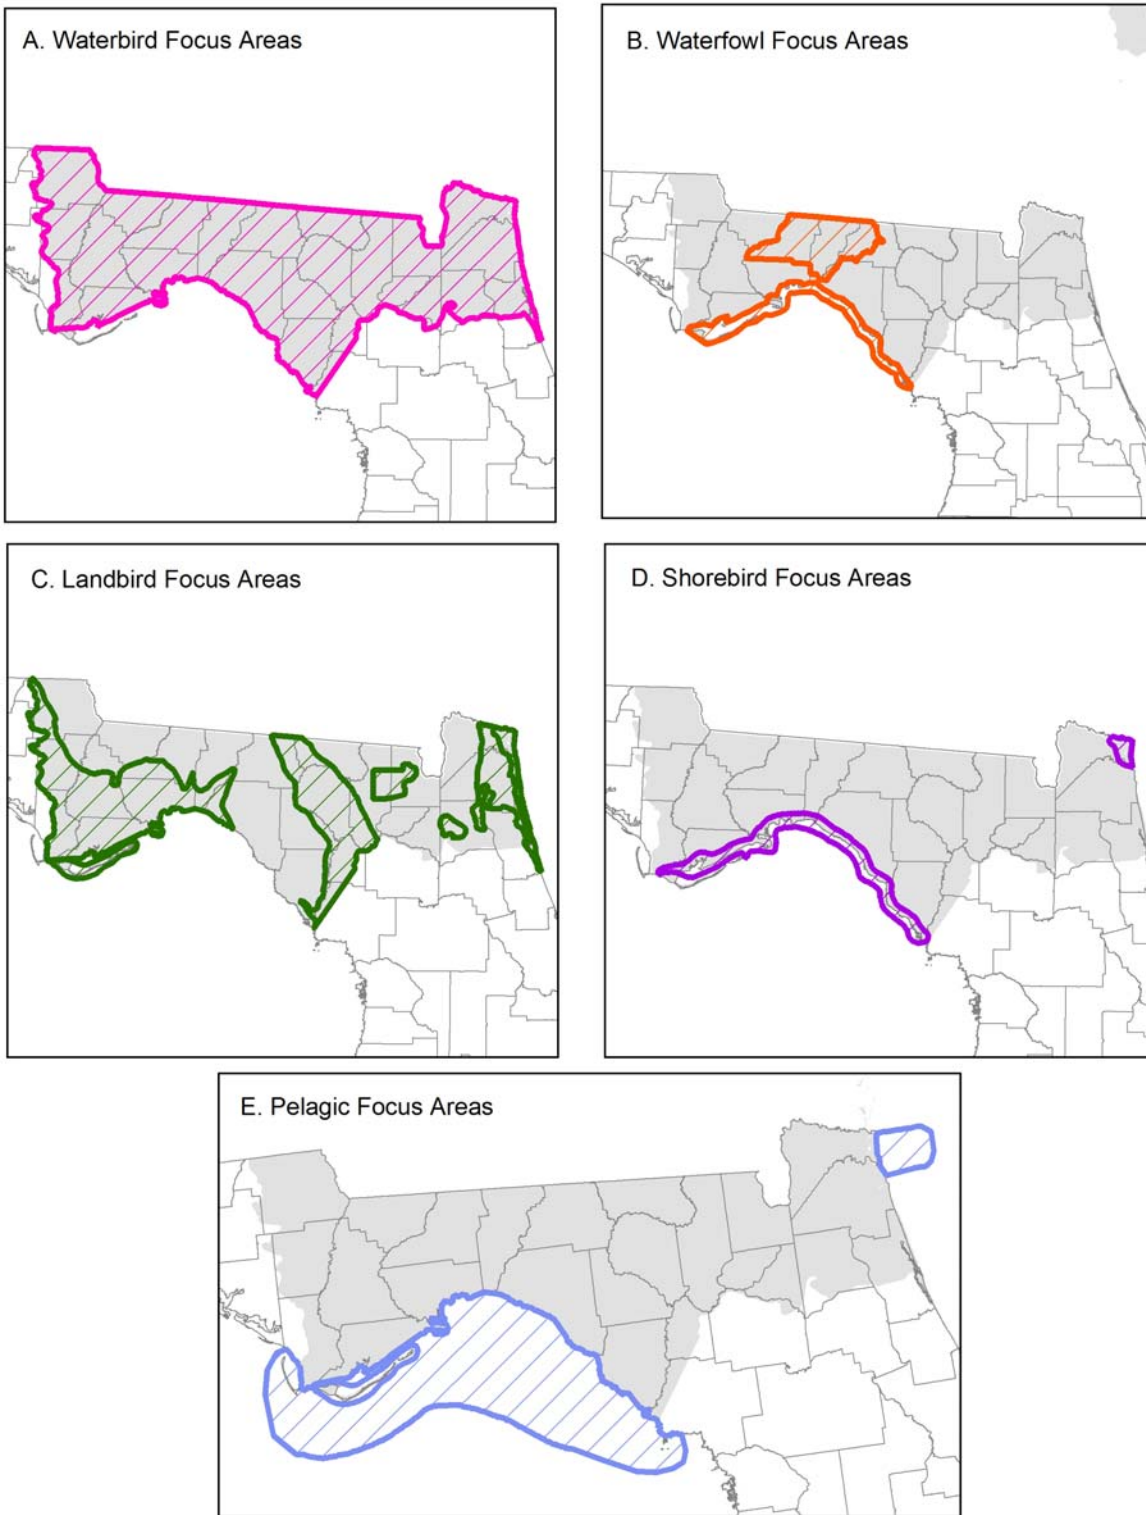 A. Waterbird Focus Areas
B. Waterfowl Focus Areas
C. Landbird Focus Areas
D. Shorebird Focus Areas
E. Pelagic Focus Areas